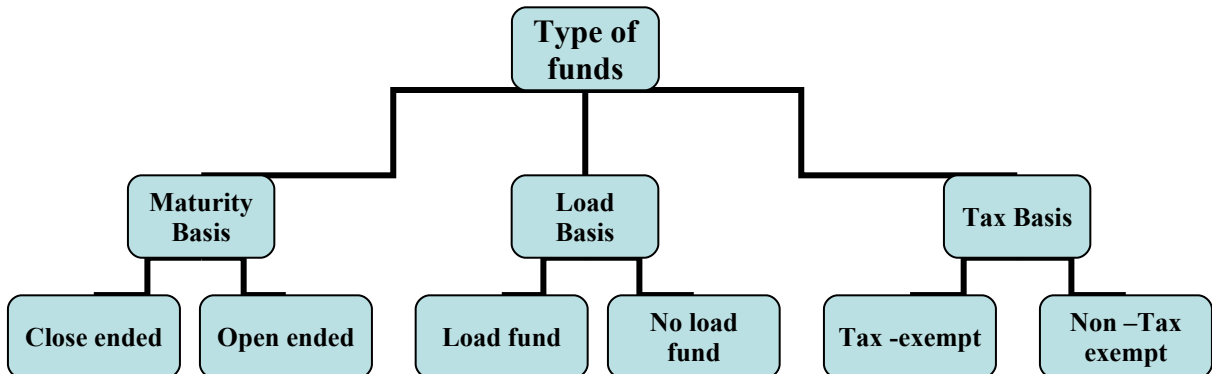 Type of
funds
Maturity
Basis
Load
Basis
Tax Basis
Close ended
Open ended
Load fund
No load
fund
Tax -exempt
Non –Tax
exempt